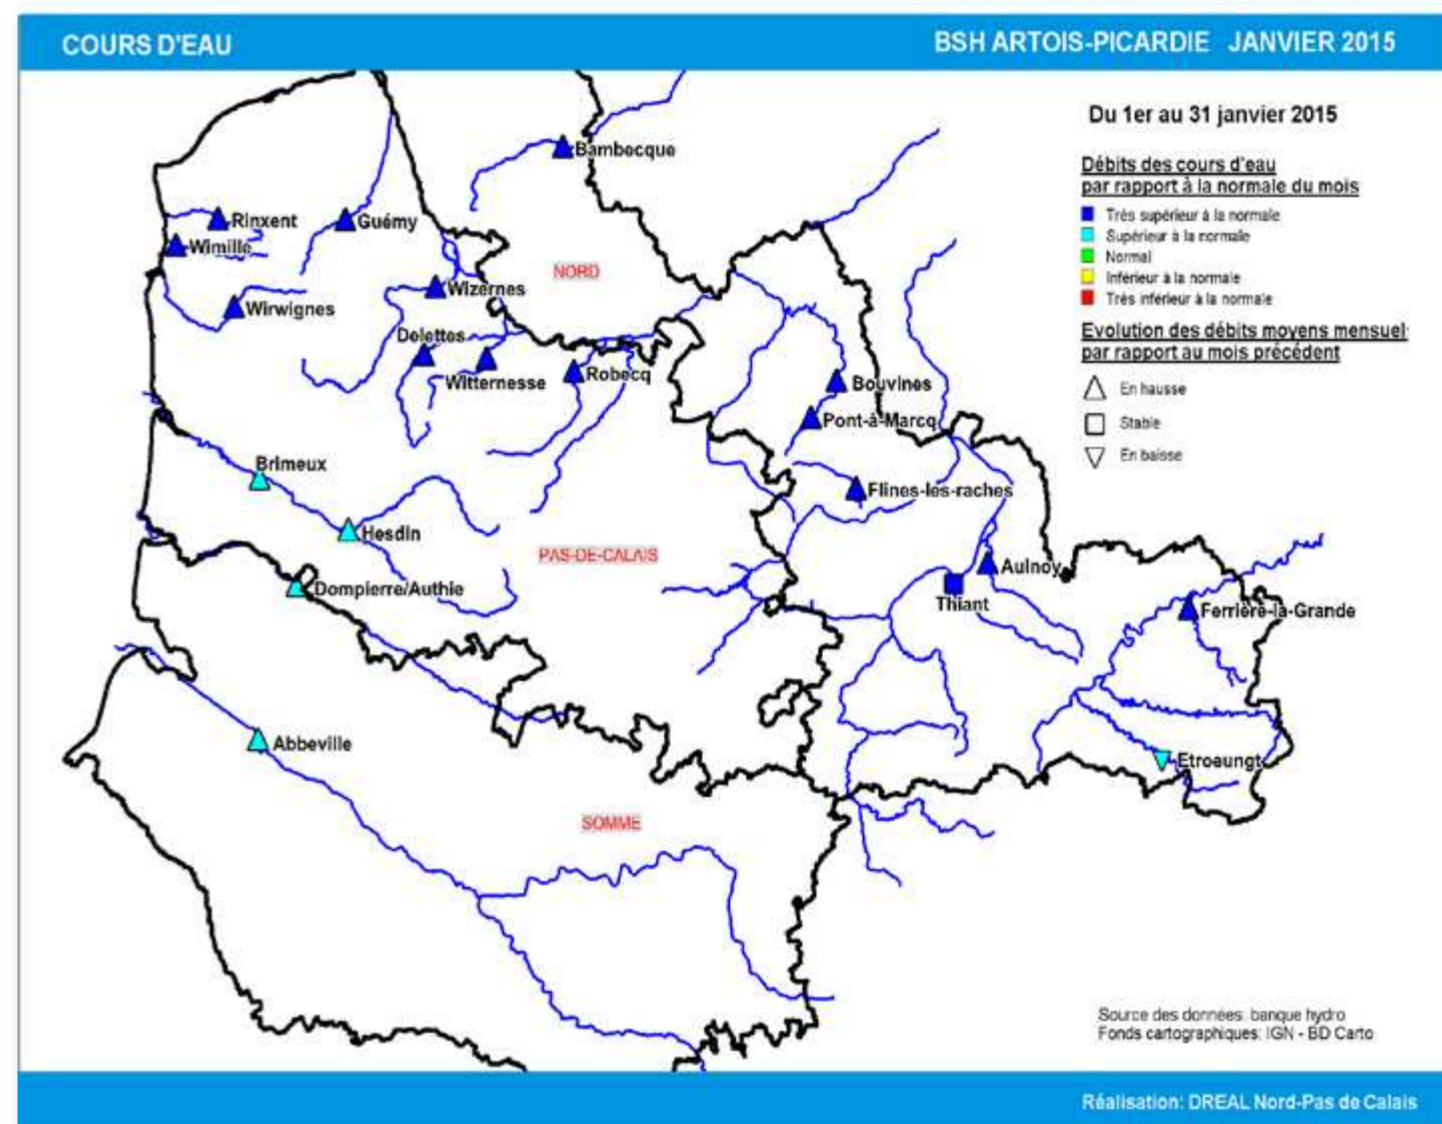 COURS D'EAU
BSH ARTOIS-PICARDIE JANVIER 2015
Du 1er au 31 janvier 2015
Débits des cours d'eau
par rapport à la normale du mois
Très supérieur à la normale
Supérieur à la normale
Normal
Inférieur à la normale
Très inférieur à la normale
Evolution des débits moyens mensuel
par rapport au mois précédent
En hausse
Stable
En baisse
Bambecque
Rinxent
Guémy
Wimille
NORD
Wizernes
Wirwignes
Delettes
Witternesse
Robecq
Bouvines
Pont-à-Marcq
Brimeux
Flines-les-raches
Hesdin
PAS-DE-CALAIS
Aulnoy
Dompierre/Authie
Thiant
Ferrière-la-Grande
Abbeville
Etroeungt
SOMME
Source des données: banque hydro
Fonds cartographiques: IGN - BD Carto
Réalisation: DREAL Nord-Pas de Calais